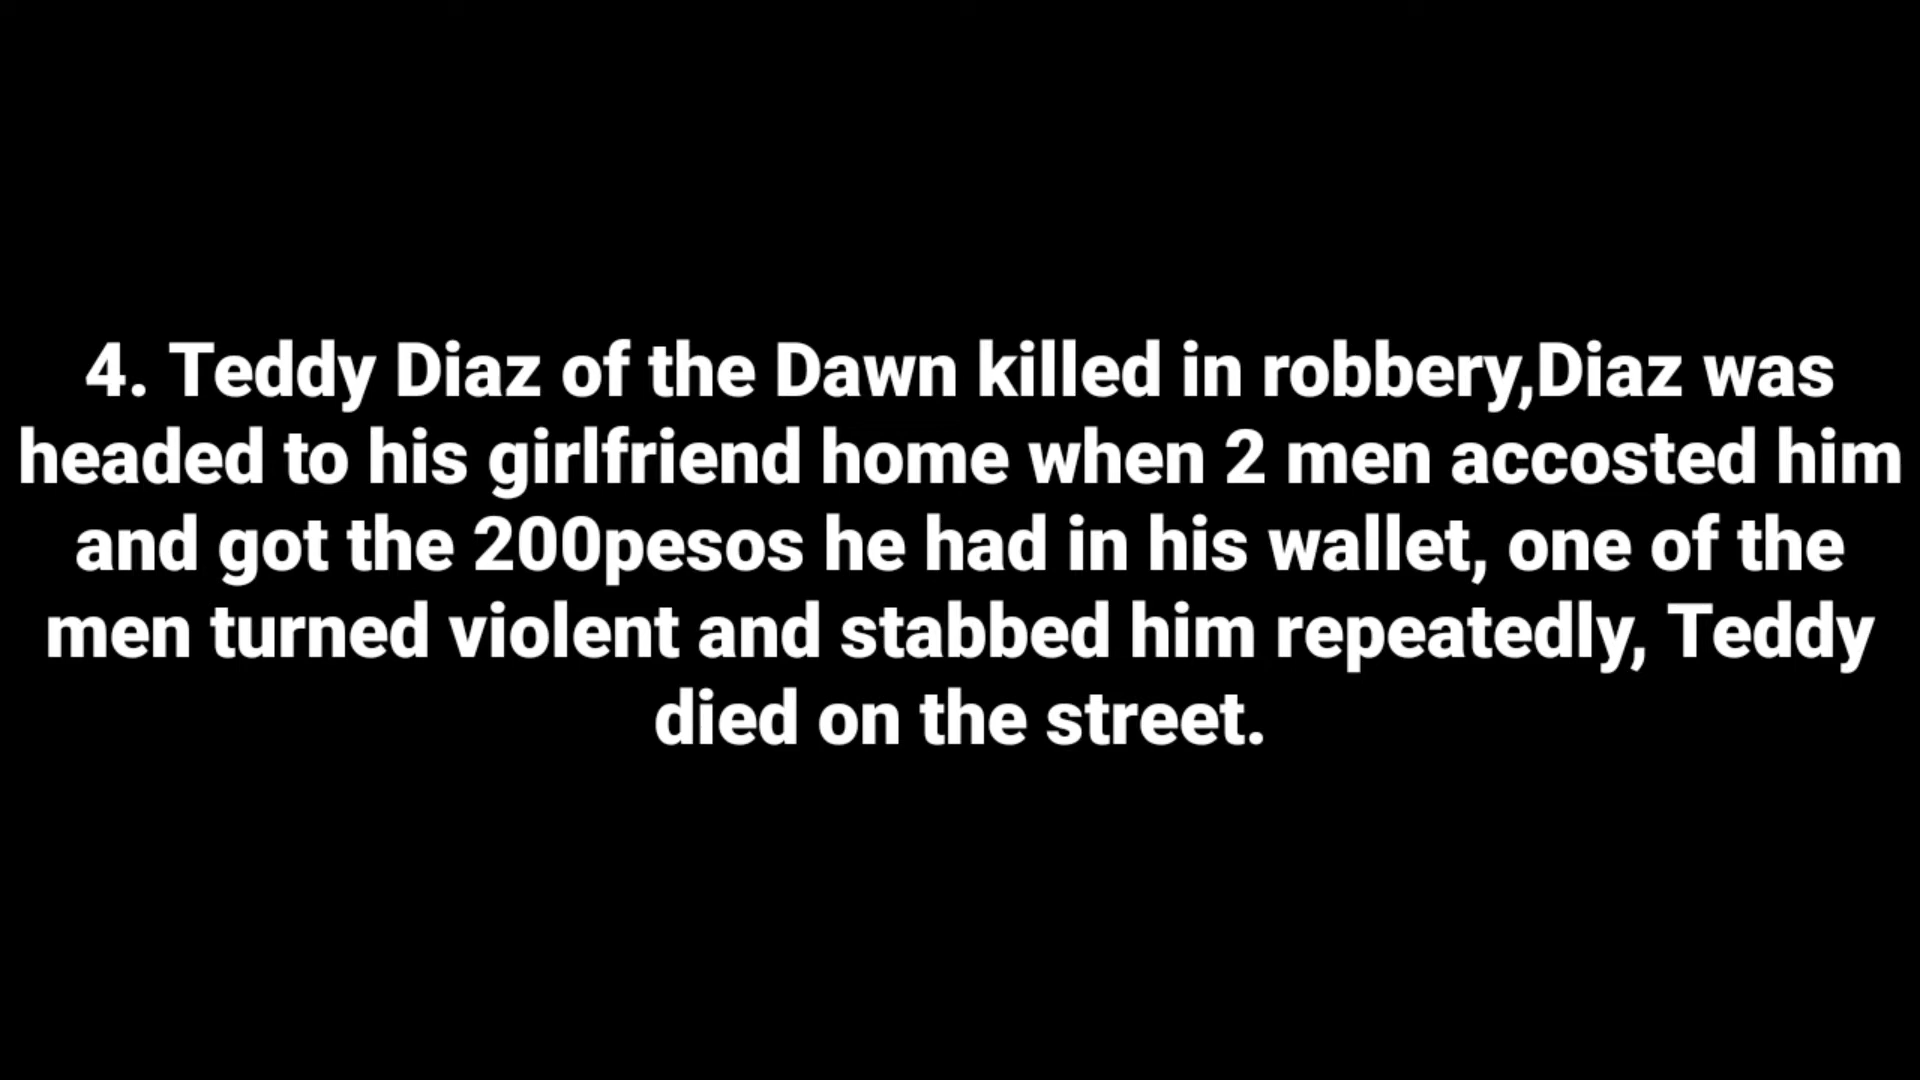 4. Teddy Diaz of the Dawn killed in robbery,Diaz was
headed to his girlfriend home when 2 men accosted him
and got the 200pesos he had in his wallet, one of the
men turned violent and stabbed him repeatedly, Teddy
died on the street.